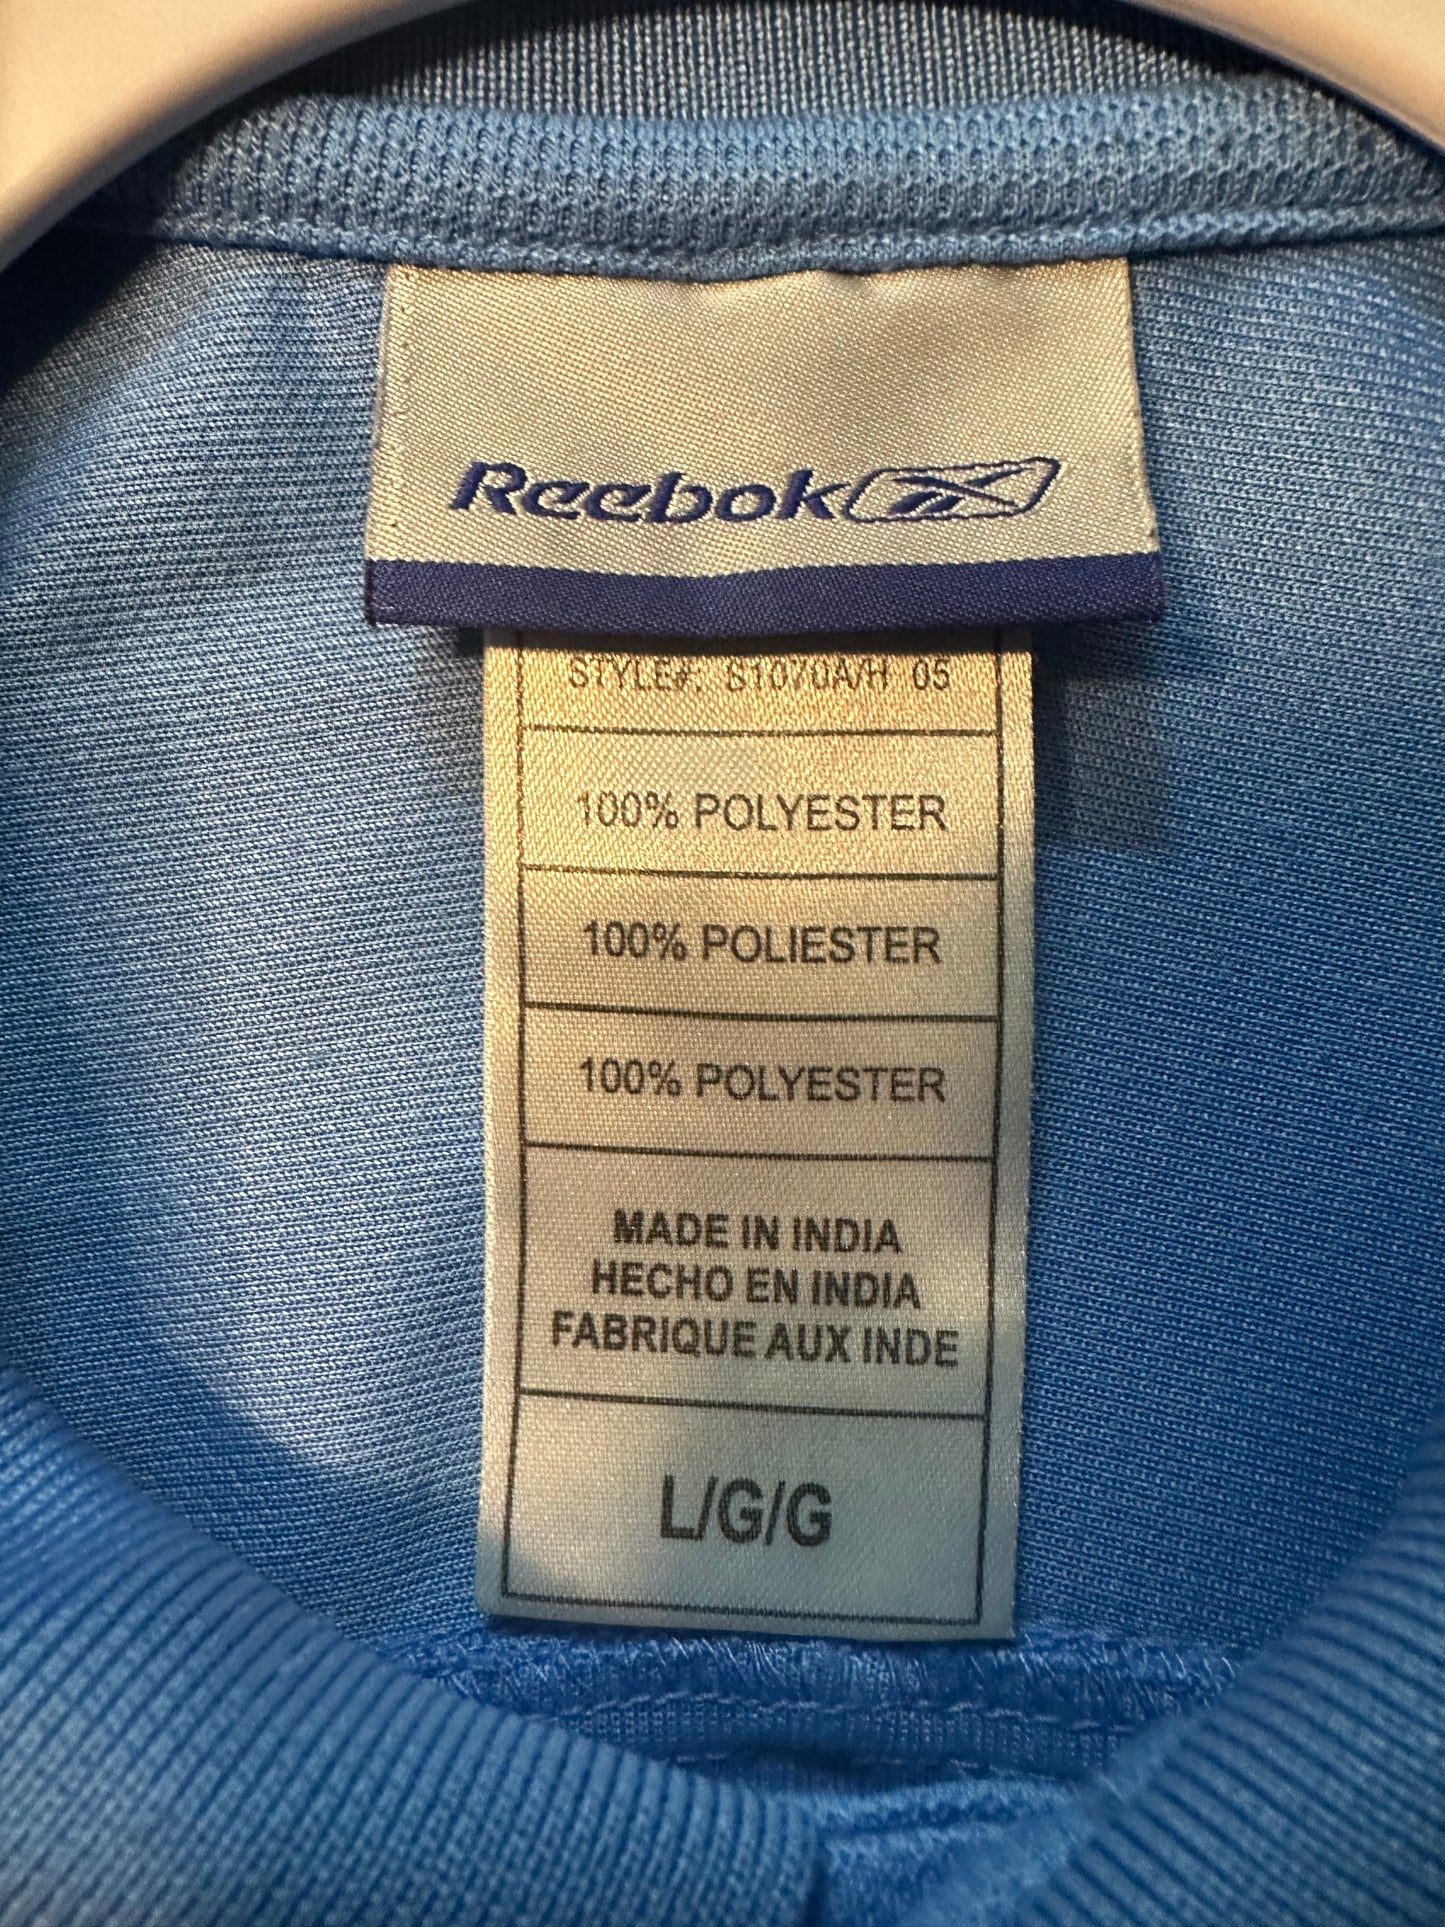 Reebok
STYLE#: S1070A/H 05
100% POLYESTER
100% POLIESTER
100% POLYESTER
MADE IN INDIA
HECHO EN INDIA
FABRIQUE AUX INDE
L/G/G